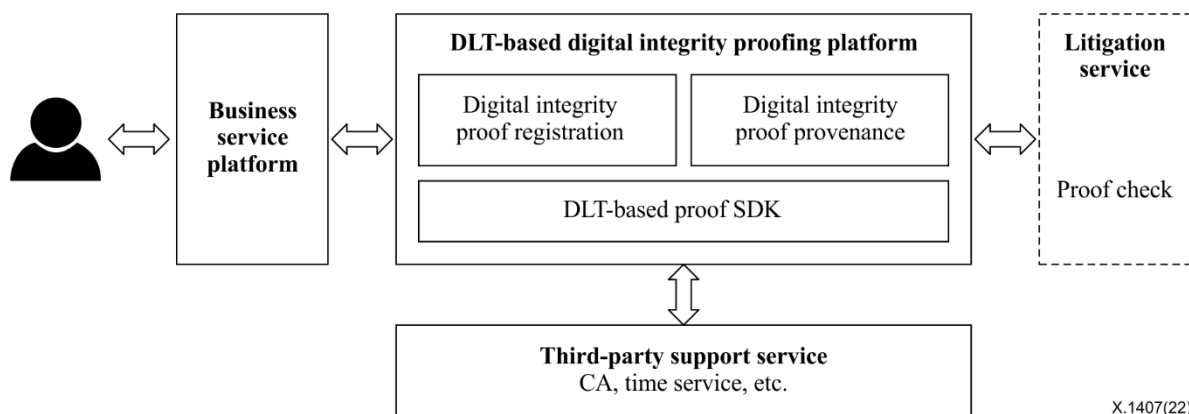 Business
service
platform
DLT-based digital integrity proofing platform
Digital integrity
proof registration
Digital integrity
proof provenance
DLT-based proof SDK
Litigation
service
Proof check
Third-party support service
CA, time service, etc.
X.1407(22)